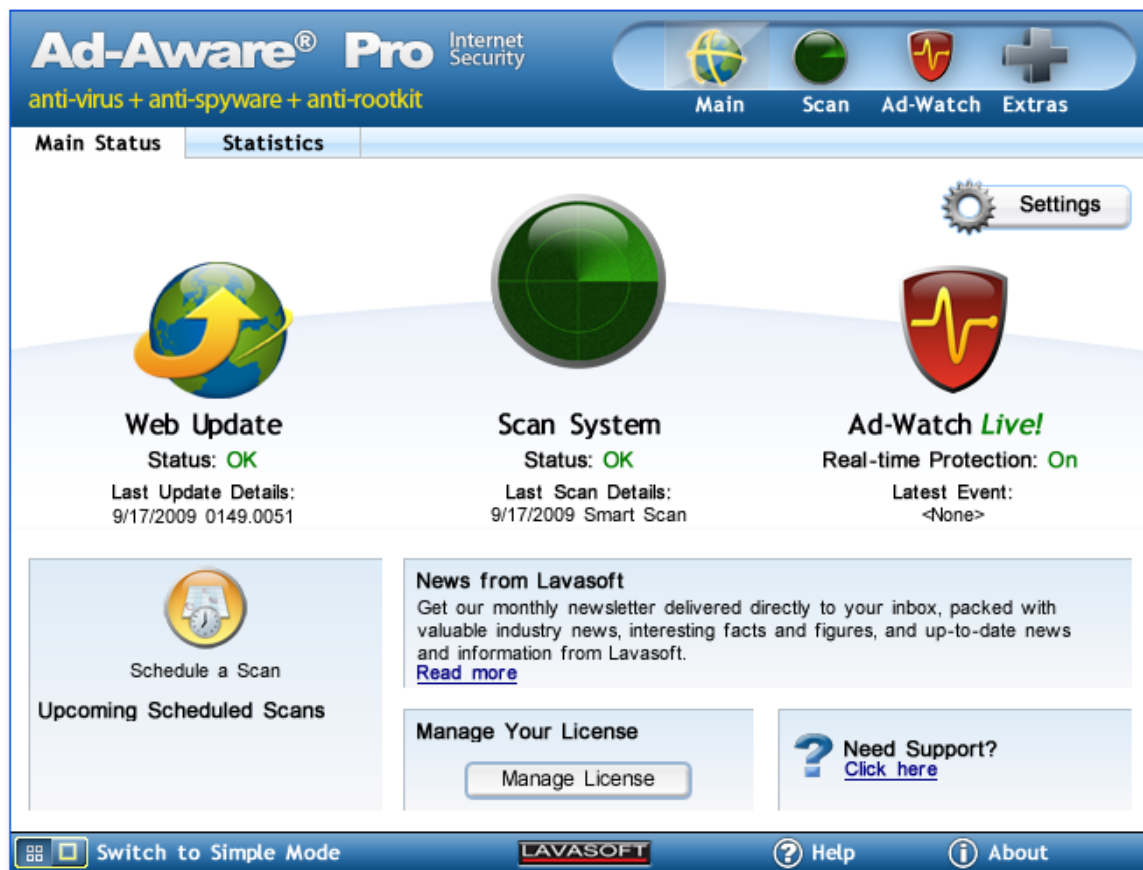 Ad-Aware® Pro Internet Security
anti-virus + anti-spyware + anti-rootkit
Main Scan Ad-Watch Extras
Main Status Statistics
Settings
Web Update
Status: OK
Last Update Details:
9/17/2009 0149.0051
Scan System
Status: OK
Last Scan Details:
9/17/2009 Smart Scan
Ad-Watch Live!
Real-time Protection: On
Latest Event:
<None>
Schedule a Scan
Upcoming Scheduled Scans
News from Lavasoft
Get our monthly newsletter delivered directly to your inbox, packed with
valuable industry news, interesting facts and figures, and up-to-date news
and information from Lavasoft.
Read more
Manage Your License
Manage License
Need Support?
Click here
Switch to Simple Mode
LAVASOFT
Help
About